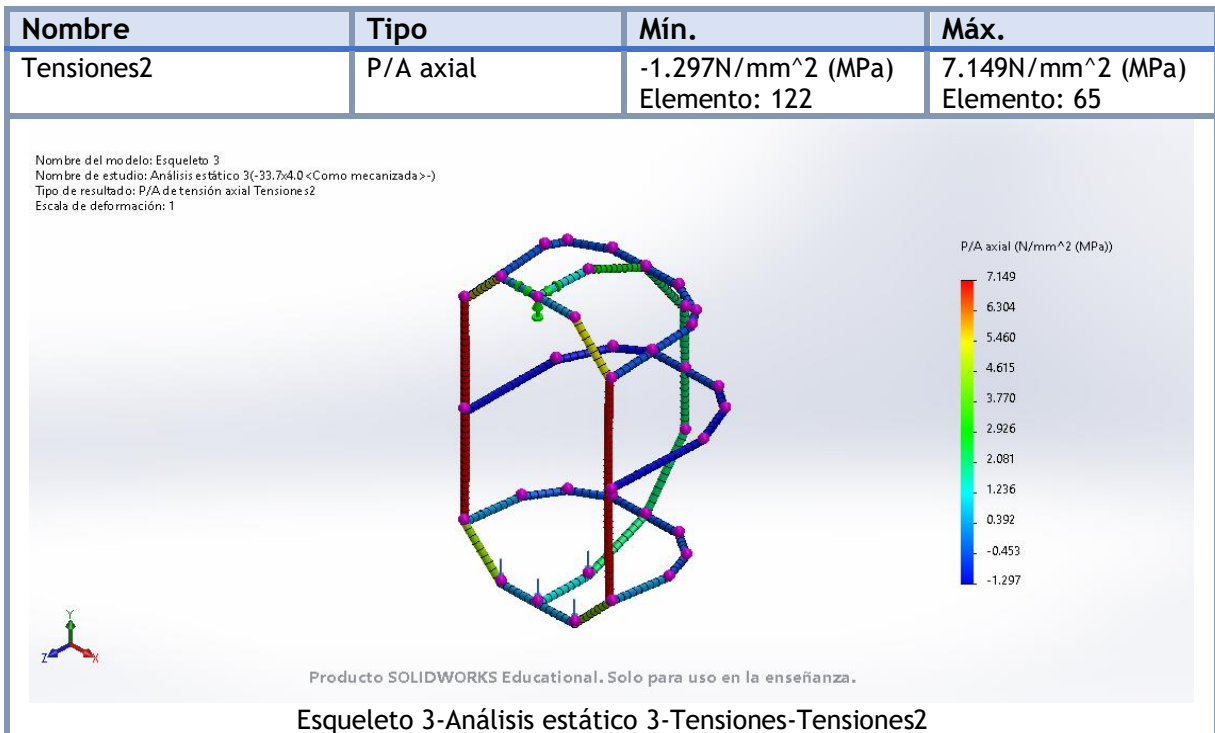 Nombre Tipo Mín. Máx.
Tensiones2 P/A axial -1.297N/mm^2 (MPa) 7.149N/mm^2 (MPa)
Elemento: 122 Elemento: 65
Nombre del modelo: Esqueleto 3
Nombre de estudio: Análisis estático 3(-33.7x4.0<Como mecanizada>-)
Tipo de resultado: P/A de tensión axial Tensiones2
Escala de deformación: 1
P/A axial (N/mm^2 (MPa))
7.149
6.304
5.460
4.615
3.770
2.926
2.081
1.236
0.392
-0.453
-1.297
Y
Z X
Producto SOLIDWORKS Educational. Solo para uso en la enseñanza.
Esqueleto 3-Análisis estático 3-Tensiones-Tensiones2